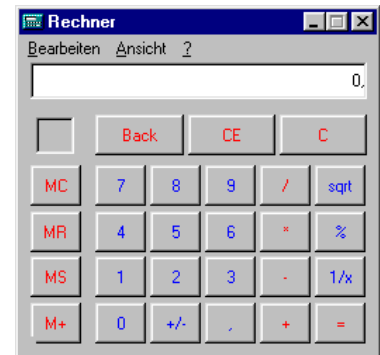 Rechner
Bearbeiten Ansicht ?
0,
Back CE C
MC 7 8 9 / sqrt
MR 4 5 6 * %
MS 1 2 3 - 1/x
M+ 0 +/- , + =